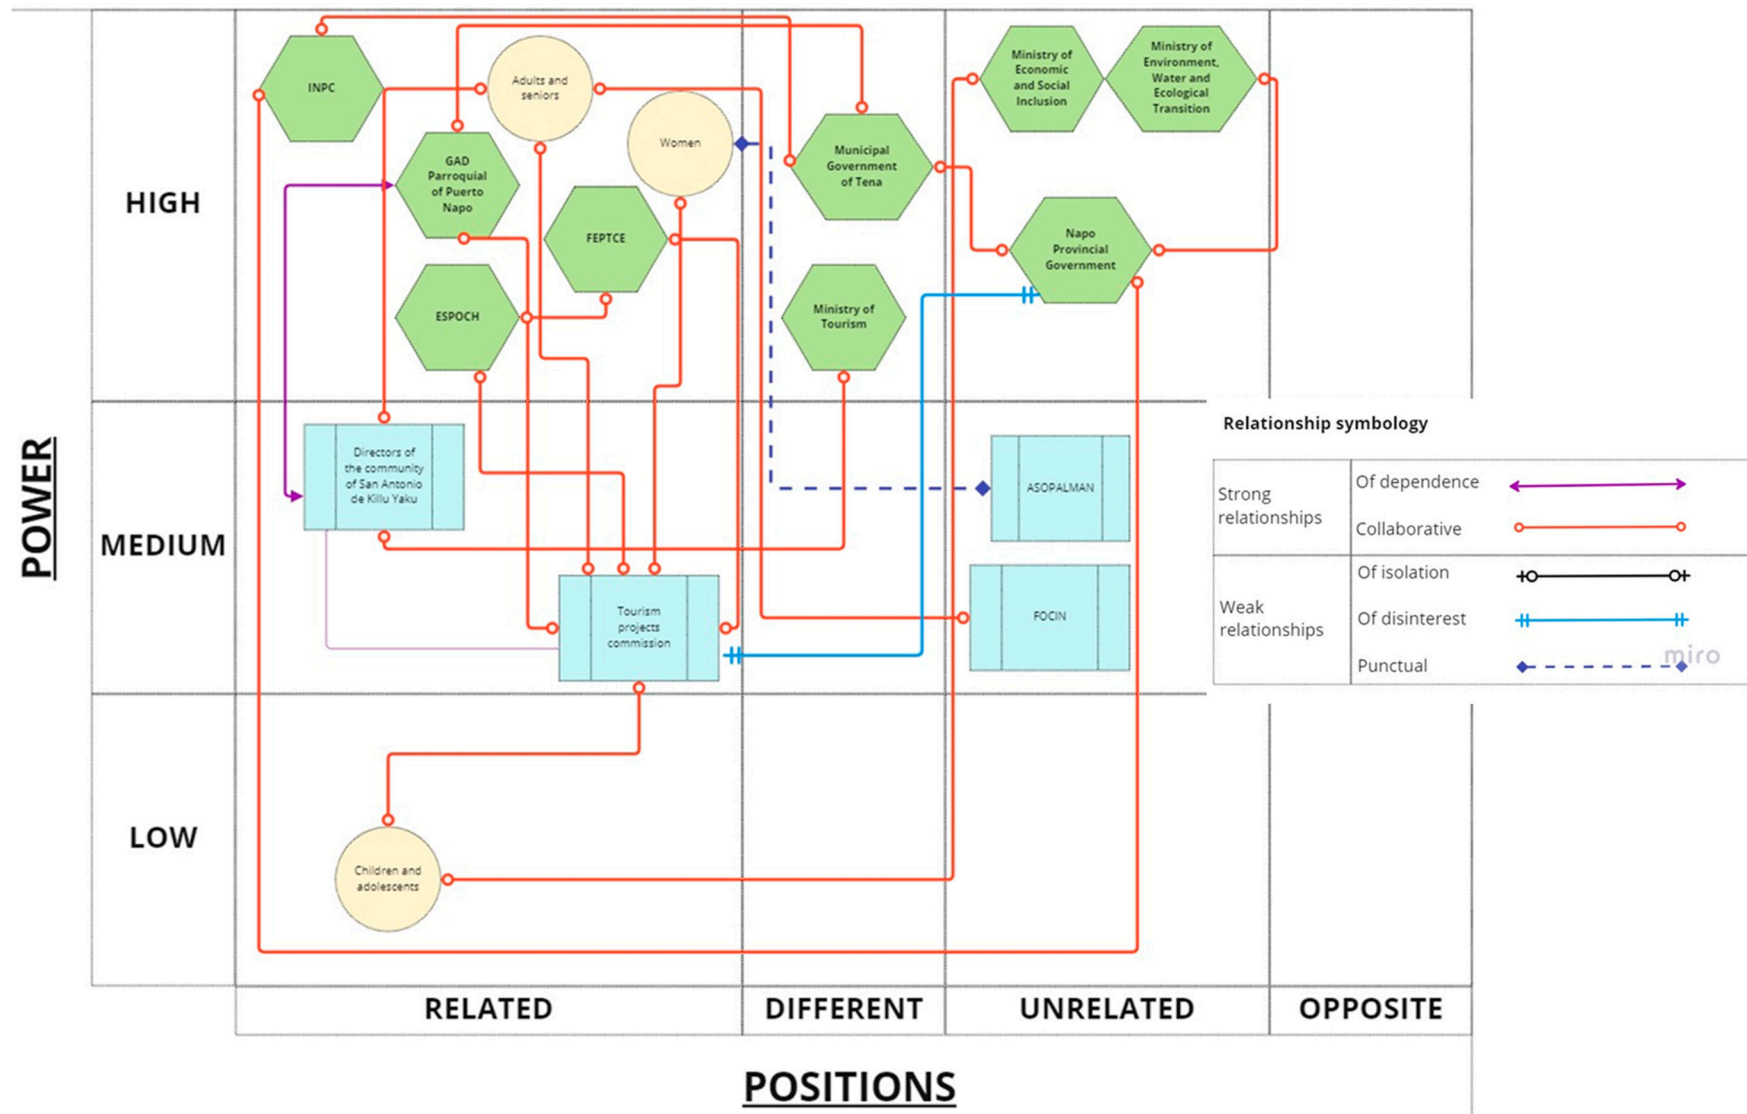 INPC
Adults and
seniors
Women
GAD
Parroquial
of Puerto
Napo
FEPTCE
ESPOCH
Municipal
Government
of Tena
Ministry of
Tourism
Ministry of
Economic
and Social
Inclusion
Ministry of
Environment,
Water and
Ecological
Transition
Napo
Provincial
Government
HIGH
POWER
MEDIUM
Directors of
the community
of San Antonio
de Killu Yaku
Tourism
projects
commission
ASOPALMAN
FOCIN
Relationship symbology
Strong
relationships
Of dependence
Collaborative
Weak
relationships
Of isolation
Of disinterest
Punctual
miro
LOW
Children and
adolescents
RELATED
DIFFERENT
UNRELATED
OPPOSITE
POSITIONS